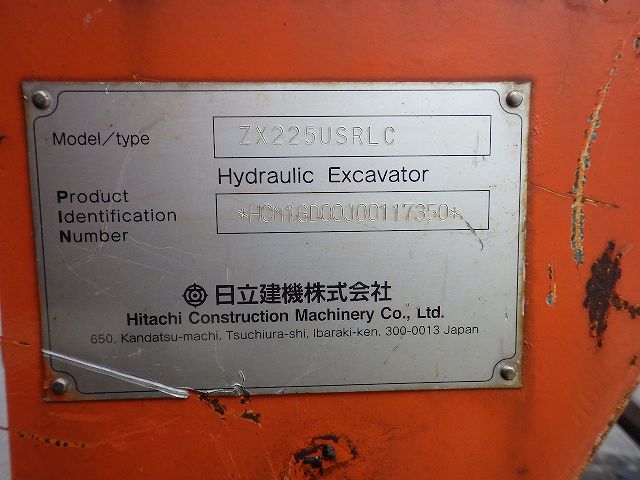 Model/type ZX225USRLC
Hydraulic Excavator
Product
Identification
Number
*HCM1GD00J00117350*
日立建機株式会社
Hitachi Construction Machinery Co., Ltd.
650, Kandatsu-machi, Tsuchiura-shi, Ibaraki-ken, 300-0013 Japan